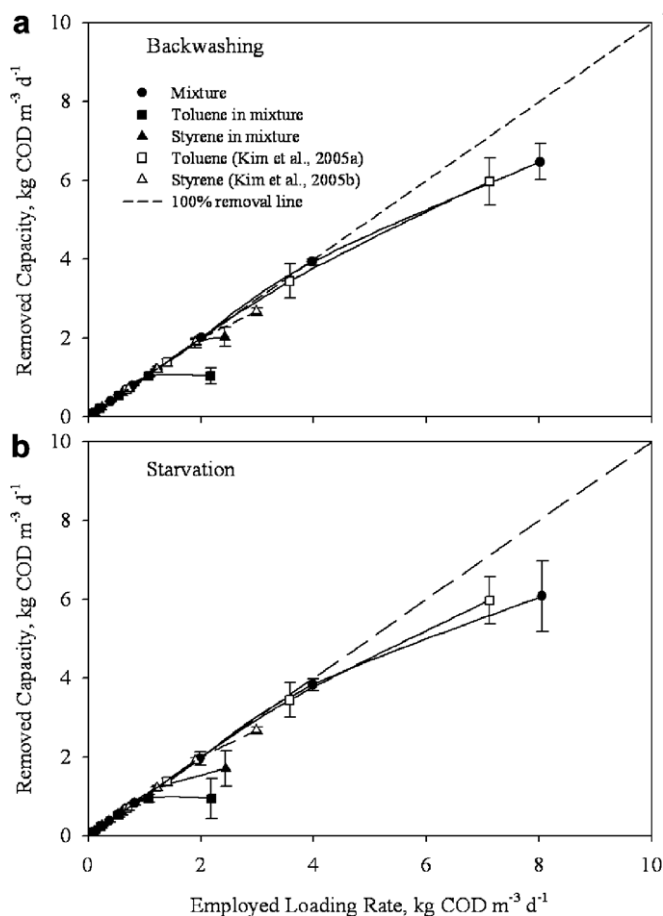 a
10
Backwashing
Mixture
Toluene in mixture
Styrene in mixture
Toluene (Kim et al., 2005a)
Styrene (Kim et al., 2005b)
100% removal line
8
6
4
2
0
Removed Capacity, kg COD m⁻³ d⁻¹
b
10
Starvation
8
6
4
2
0
Removed Capacity, kg COD m⁻³ d⁻¹
0 2 4 6 8 10
Employed Loading Rate, kg COD m⁻³ d⁻¹